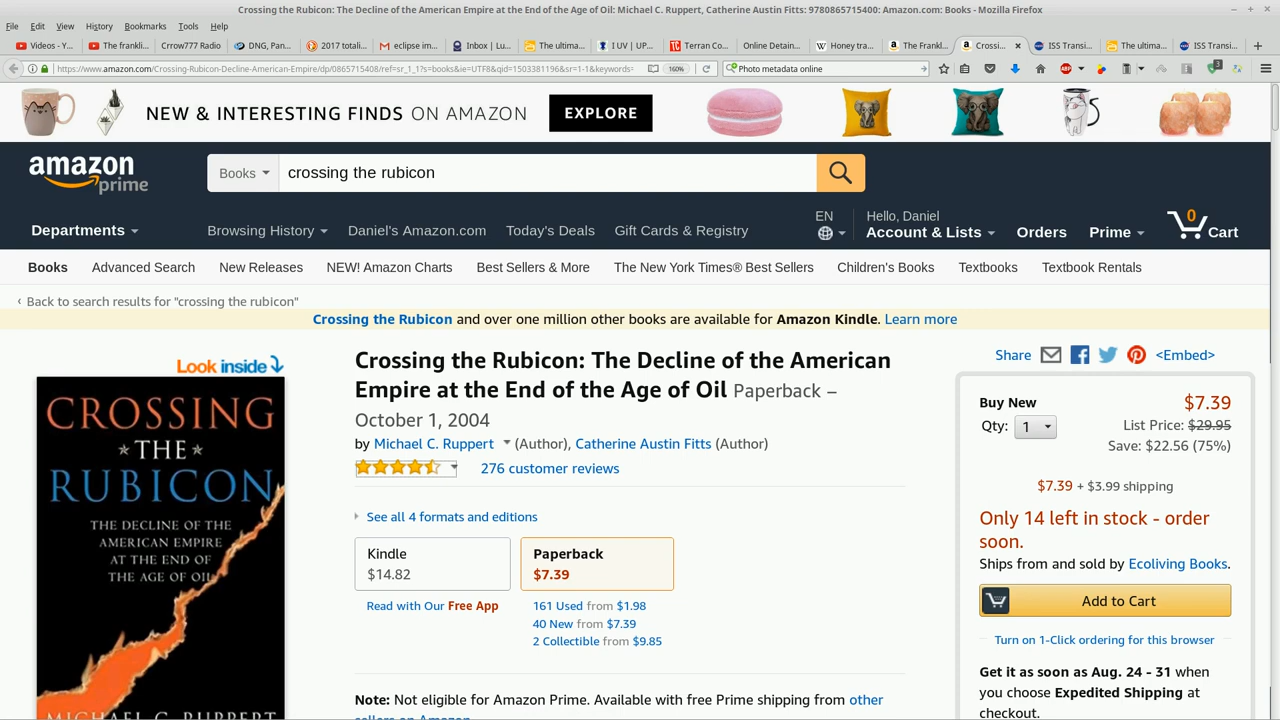 Crossing the Rubicon: The Decline of the American Empire at the End of the Age of Oil: Michael C. Ruppert, Catherine Austin Fitts: 9780865715400: Amazon.com: Books - Mozilla Firefox
File Edit View History Bookmarks Tools Help
Videos - Y... The frankli... Crrow777 Radio DNG, Pan... 2017 totali... eclipse im... Inbox | Lu... The ultima... I UV | UP... Terran Co... Online Detain... Honey tra... The Frankl... Crossi... ISS Transi... The ultima... ISS Transi...
https://www.amazon.com/Crossing-Rubicon-Decline-American-Empire/dp/0865715408/ref=sr_1_1?s=books&ie=UTF8&qid=1503381196&sr=1-1&keywords= 160% Photo metadata online 3
NEW & INTERESTING FINDS ON AMAZON EXPLORE
amazon prime
Books crossing the rubicon
EN Hello, Daniel 0
Departments Browsing History Daniel's Amazon.com Today's Deals Gift Cards & Registry Account & Lists Orders Prime Cart
Books Advanced Search New Releases NEW! Amazon Charts Best Sellers & More The New York Times® Best Sellers Children's Books Textbooks Textbook Rentals
‹ Back to search results for "crossing the rubicon"
Crossing the Rubicon and over one million other books are available for Amazon Kindle. Learn more
Look inside
CROSSING
★THE★
RUBICON
THE DECLINE OF THE
AMERICAN EMPIRE
AT THE END OF
THE AGE OF OIL
MICHAEL C. RUPPERT
Crossing the Rubicon: The Decline of the American
Empire at the End of the Age of Oil Paperback –
October 1, 2004
by Michael C. Ruppert (Author), Catherine Austin Fitts (Author)
276 customer reviews
See all 4 formats and editions
Kindle
$14.82
Read with Our Free App
Paperback
$7.39
161 Used from $1.98
40 New from $7.39
2 Collectible from $9.85
Note: Not eligible for Amazon Prime. Available with free Prime shipping from other
sellers on Amazon.
Share <Embed>
Buy New $7.39
Qty: 1 List Price: $29.95
Save: $22.56 (75%)
$7.39 + $3.99 shipping
Only 14 left in stock - order
soon.
Ships from and sold by Ecoliving Books.
Add to Cart
Turn on 1-Click ordering for this browser
Get it as soon as Aug. 24 - 31 when
you choose Expedited Shipping at
checkout.